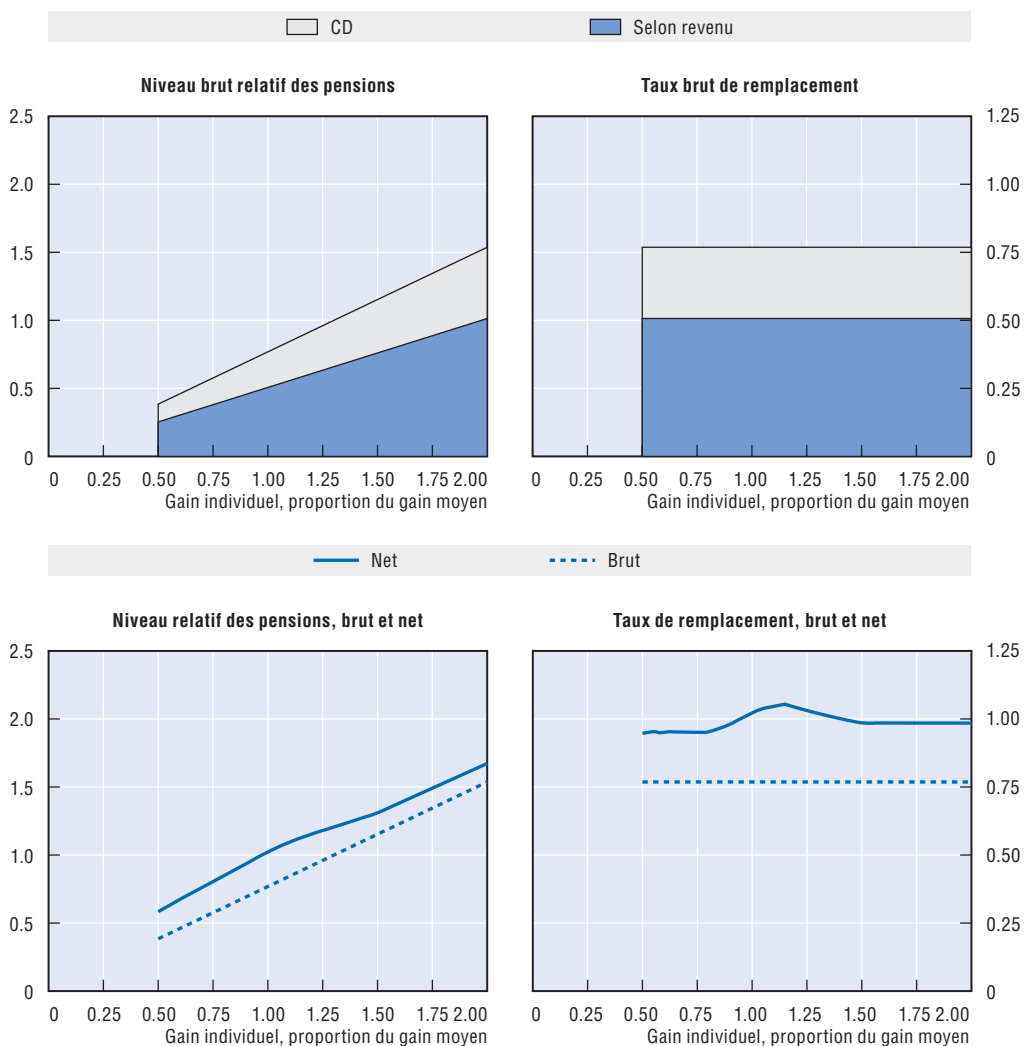 CD Selon revenu
Niveau brut relatif des pensions
Taux brut de remplacement
2.5
2.0
1.5
1.0
0.5
0
0 0.25 0.50 0.75 1.00 1.25 1.50 1.75 2.00
Gain individuel, proportion du gain moyen
1.25
1.00
0.75
0.50
0.25
0
0 0.25 0.50 0.75 1.00 1.25 1.50 1.75 2.00
Gain individuel, proportion du gain moyen
Net Brut
Niveau relatif des pensions, brut et net
Taux de remplacement, brut et net
2.5
2.0
1.5
1.0
0.5
0
0 0.25 0.50 0.75 1.00 1.25 1.50 1.75 2.00
Gain individuel, proportion du gain moyen
1.25
1.00
0.75
0.50
0.25
0
0 0.25 0.50 0.75 1.00 1.25 1.50 1.75 2.00
Gain individuel, proportion du gain moyen